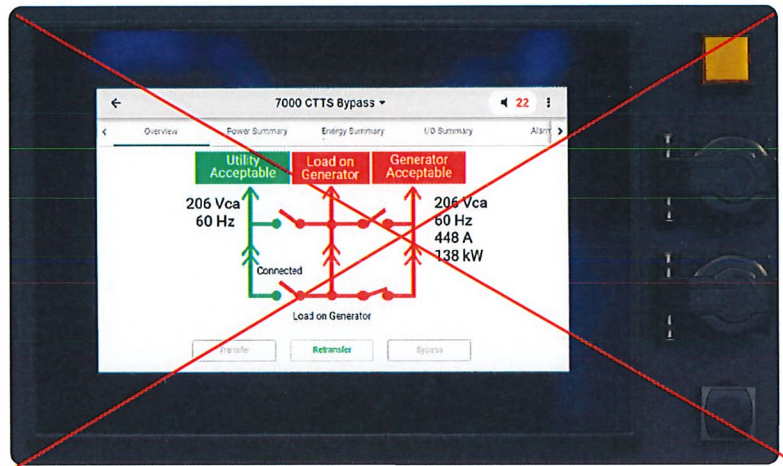 7000 CTTS Bypass
22
Overview Power Summary Energy Summary I/O Summary Alarm
Utility Acceptable
Load on Generator
Generator Acceptable
206 Vca
60 Hz
206 Vca
60 Hz
448 A
138 kW
Connected
Load on Generator
Transfer Retransfer Bypass